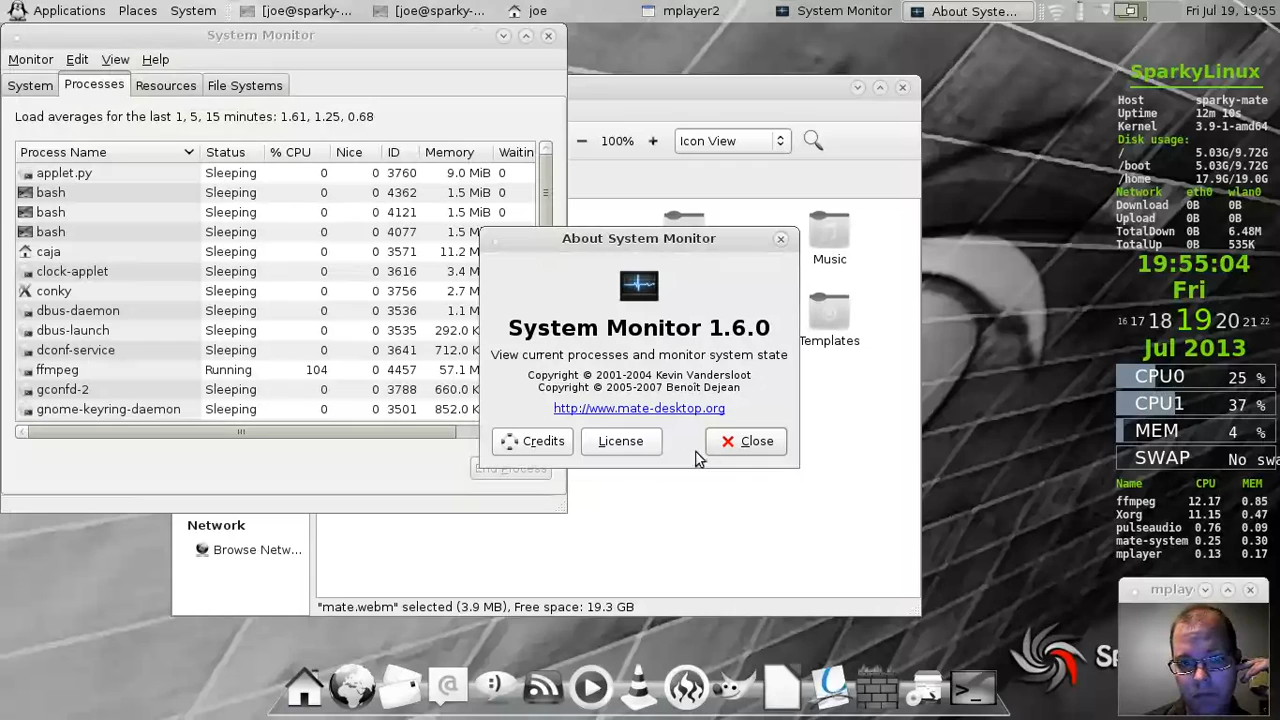 Applications Places System [joe@sparky-... [joe@sparky-... joe mplayer2 System Monitor About Syste... Fri Jul 19, 19:55
System Monitor
Monitor Edit View Help
System Processes Resources File Systems
Load averages for the last 1, 5, 15 minutes: 1.61, 1.25, 0.68
Process Name Status % CPU Nice ID Memory Waitin
applet.py Sleeping 0 0 3760 9.0 MiB 0
bash Sleeping 0 0 4362 1.5 MiB 0
bash Sleeping 0 0 4121 1.5 MiB 0
bash Sleeping 0 0 4077 1.5 M
caja Sleeping 0 0 3571 11.2 M
clock-applet Sleeping 0 0 3616 3.4 M
conky Sleeping 0 0 3756 2.7 M
dbus-daemon Sleeping 0 0 3536 1.1 M
dbus-launch Sleeping 0 0 3535 292.0 K
dconf-service Sleeping 0 0 3641 712.0 K
ffmpeg Running 104 0 4457 57.1 M
gconfd-2 Sleeping 0 0 3788 660.0 K
gnome-keyring-daemon Sleeping 0 0 3501 852.0 K
End Process
100% Icon View
Music
Templates
About System Monitor
System Monitor 1.6.0
View current processes and monitor system state
Copyright © 2001-2004 Kevin Vandersloot
Copyright © 2005-2007 Benoît Dejean
http://www.mate-desktop.org
Credits License Close
Network
Browse Netw...
"mate.webm" selected (3.9 MB), Free space: 19.3 GB
SparkyLinux
Host sparky-mate
Uptime 12m 10s
Kernel 3.9-1-amd64
Disk usage:
/ 5.03G/9.72G
/boot 5.03G/9.72G
/home 17.9G/19.0G
Network eth0 wlan0
Download 0B 0B
Upload 0B 0B
TotalDown 0B 6.48M
TotalUp 0B 535K
19:55:04
Fri
16 17 18 19 20 21 22
Jul 2013
CPU0 25 %
CPU1 37 %
MEM 4 %
SWAP No swa
Name CPU MEM
ffmpeg 12.17 0.85
Xorg 11.15 0.47
pulseaudio 0.76 0.09
mate-system 0.25 0.30
mplayer 0.13 0.17
mplay
Sp